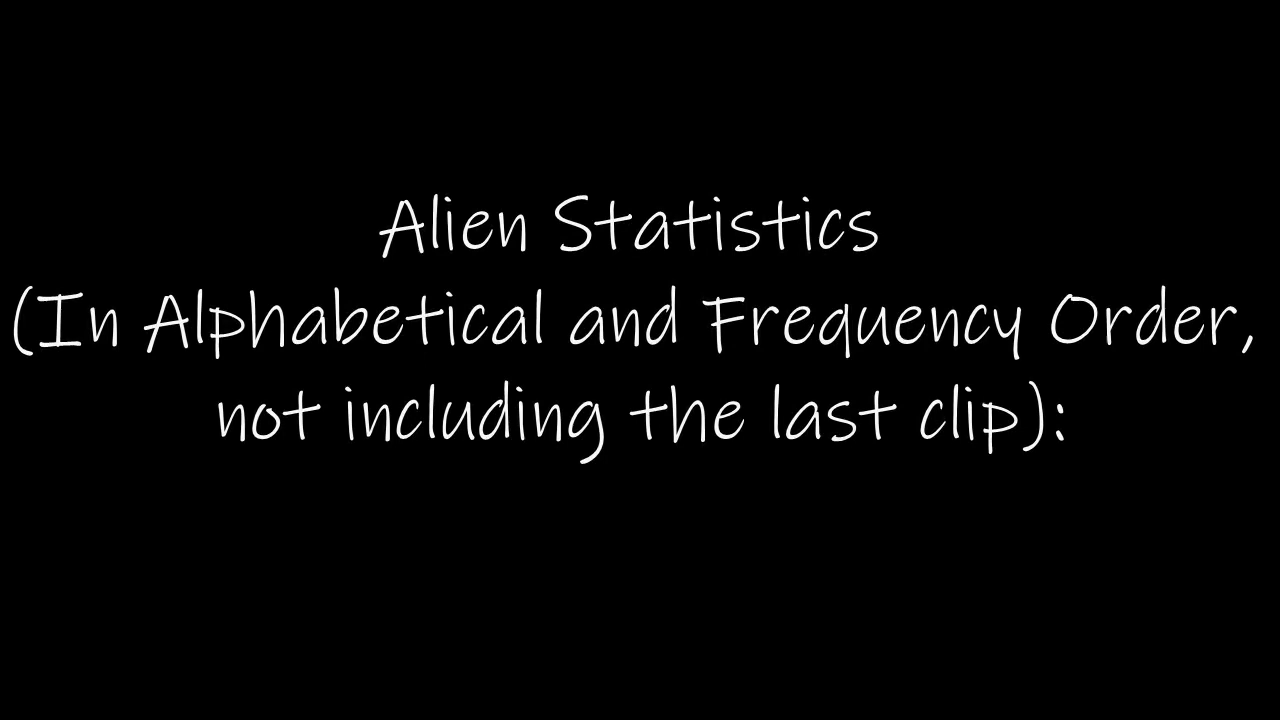 Alien Statistics
(In Alphabetical and Frequency Order,
not including the last clip):